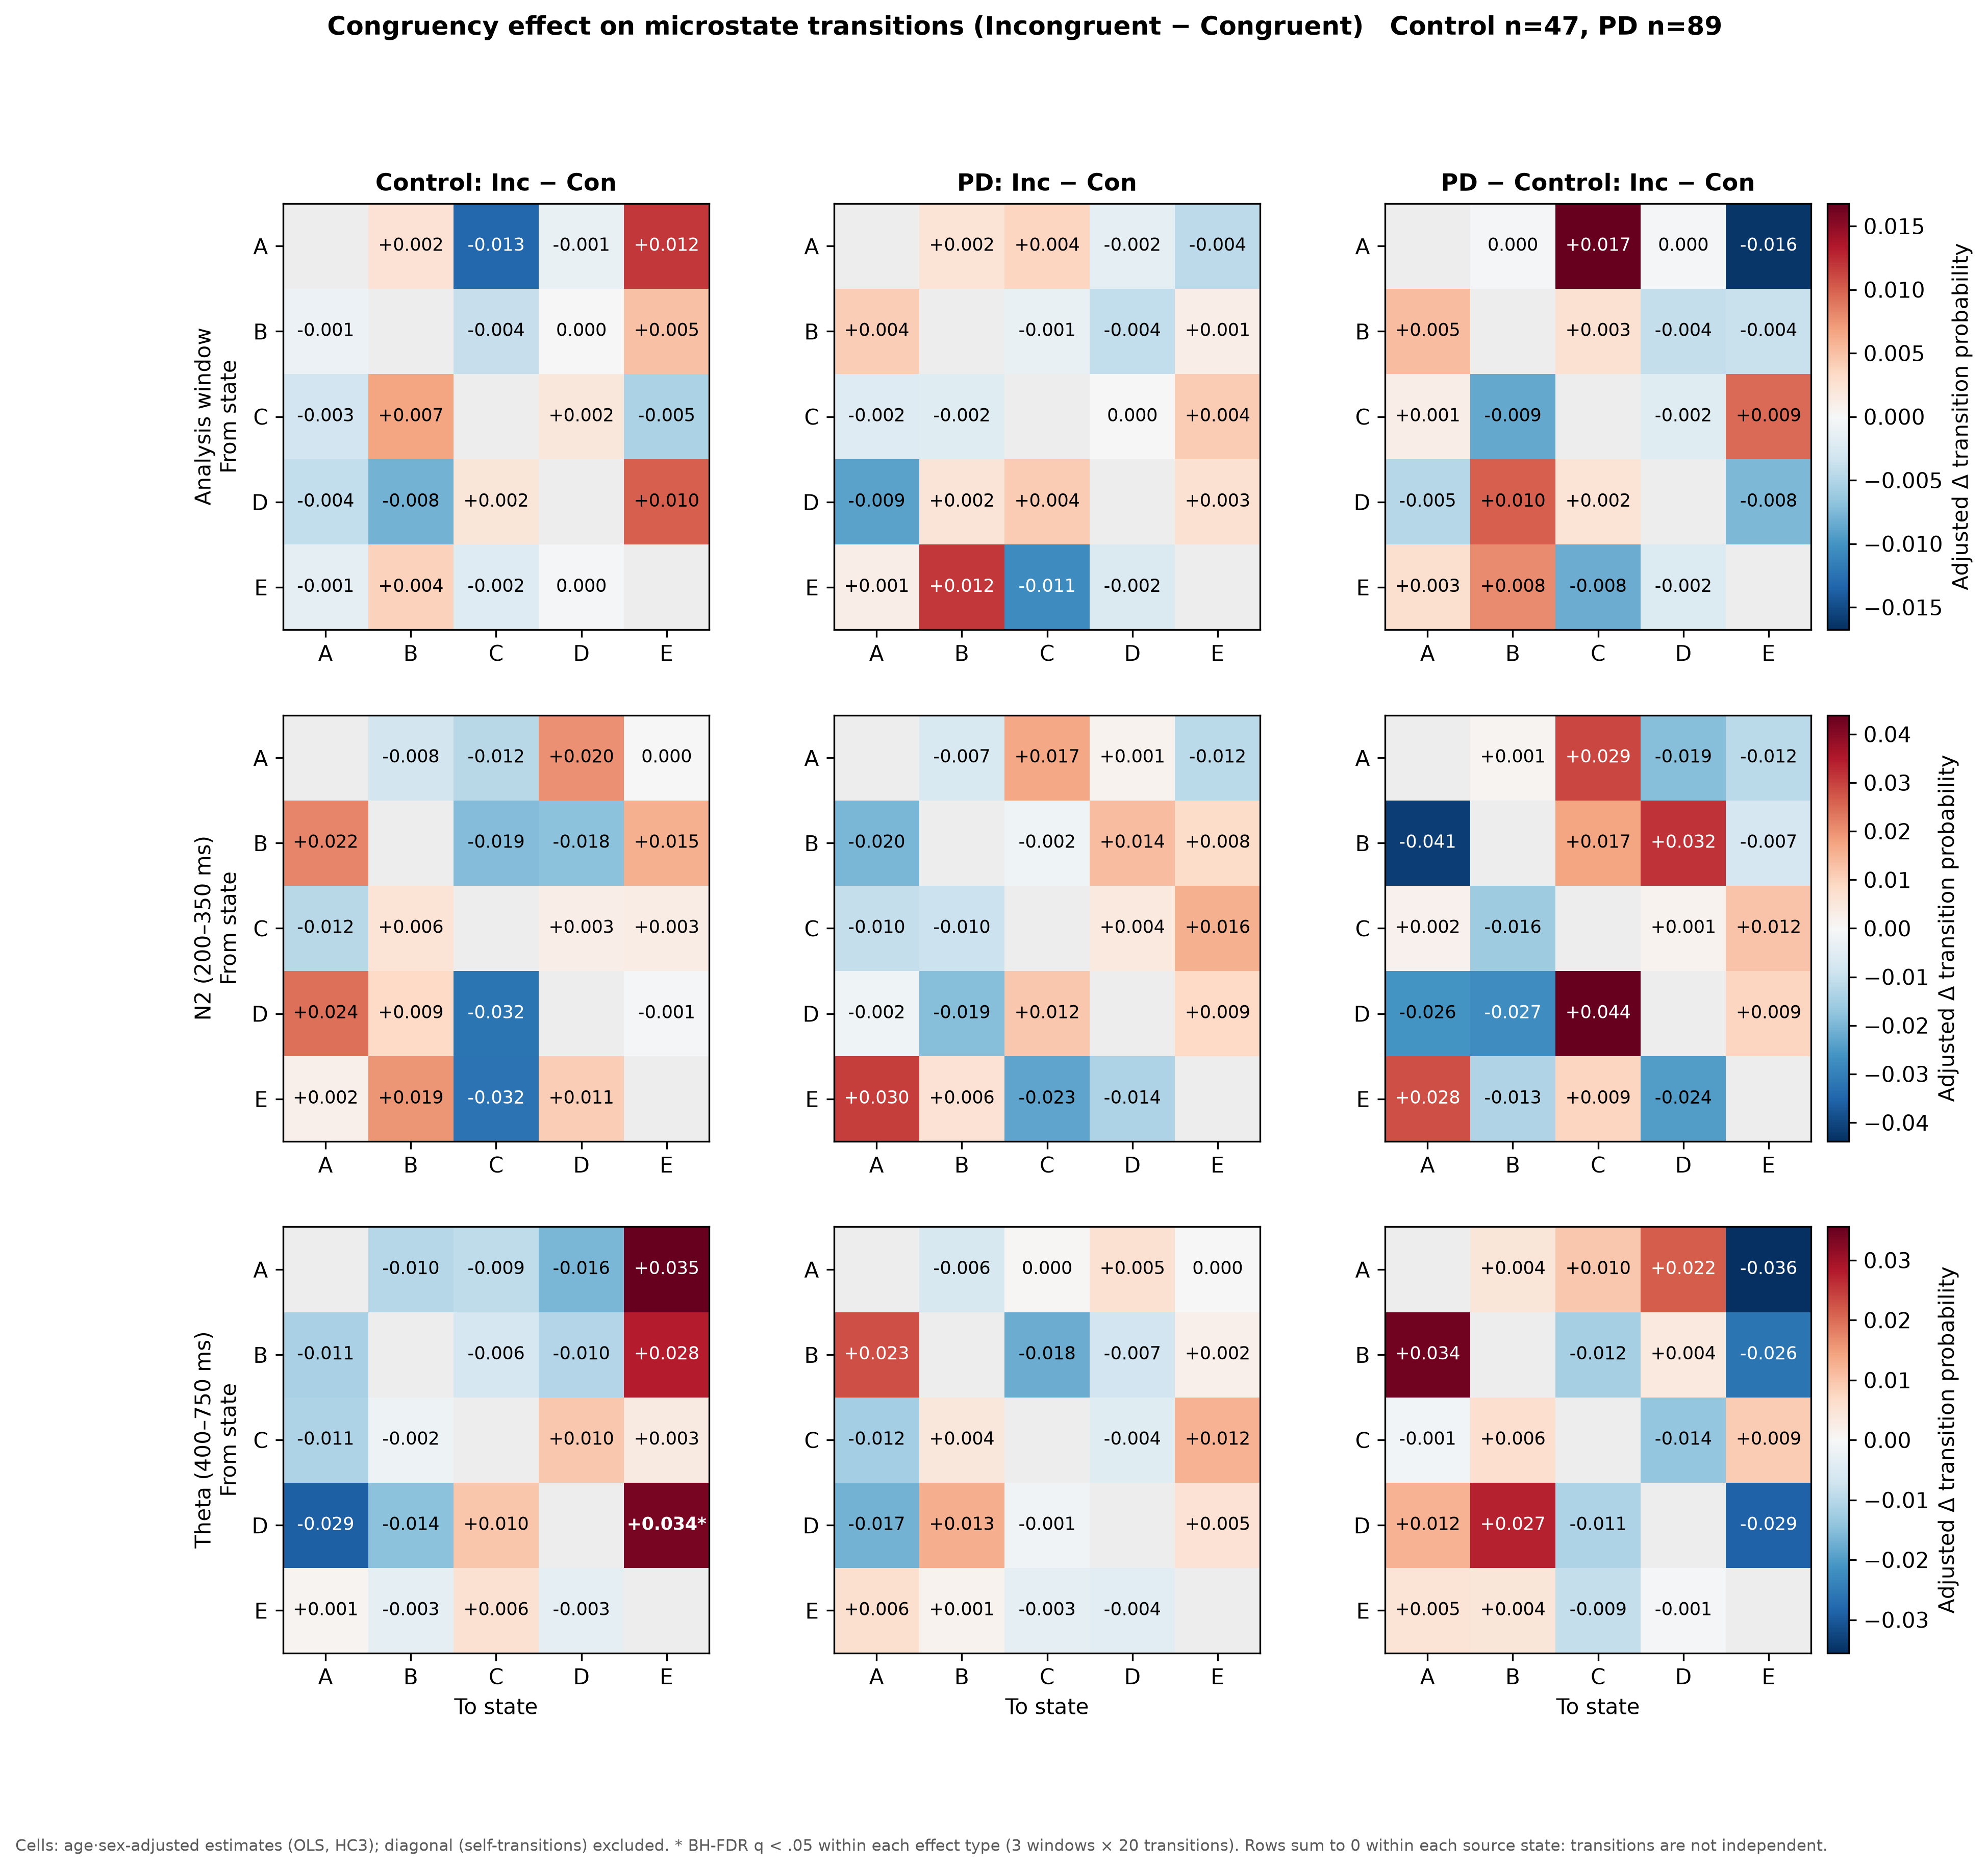 Congruency effect on microstate transitions (Incongruent − Congruent)   Control n=47, PD n=89
Control: Inc − Con
PD: Inc − Con
PD − Control: Inc − Con
Analysis window
From state
A +0.002 -0.013 -0.001 +0.012
B -0.001 -0.004 0.000 +0.005
C -0.003 +0.007 +0.002 -0.005
D -0.004 -0.008 +0.002 +0.010
E -0.001 +0.004 -0.002 0.000
A B C D E
A +0.002 +0.004 -0.002 -0.004
B +0.004 -0.001 -0.004 +0.001
C -0.002 -0.002 0.000 +0.004
D -0.009 +0.002 +0.004 +0.003
E +0.001 +0.012 -0.011 -0.002
A B C D E
A 0.000 +0.017 0.000 -0.016
B +0.005 +0.003 -0.004 -0.004
C +0.001 -0.009 -0.002 +0.009
D -0.005 +0.010 +0.002 -0.008
E +0.003 +0.008 -0.008 -0.002
A B C D E
0.015
0.010
0.005
0.000
−0.005
−0.010
−0.015
Adjusted Δ transition probability
N2 (200–350 ms)
From state
A -0.008 -0.012 +0.020 0.000
B +0.022 -0.019 -0.018 +0.015
C -0.012 +0.006 +0.003 +0.003
D +0.024 +0.009 -0.032 -0.001
E +0.002 +0.019 -0.032 +0.011
A B C D E
A -0.007 +0.017 +0.001 -0.012
B -0.020 -0.002 +0.014 +0.008
C -0.010 -0.010 +0.004 +0.016
D -0.002 -0.019 +0.012 +0.009
E +0.030 +0.006 -0.023 -0.014
A B C D E
A +0.001 +0.029 -0.019 -0.012
B -0.041 +0.017 +0.032 -0.007
C +0.002 -0.016 +0.001 +0.012
D -0.026 -0.027 +0.044 +0.009
E +0.028 -0.013 +0.009 -0.024
A B C D E
0.04
0.03
0.02
0.01
0.00
−0.01
−0.02
−0.03
−0.04
Adjusted Δ transition probability
Theta (400–750 ms)
From state
A -0.010 -0.009 -0.016 +0.035
B -0.011 -0.006 -0.010 +0.028
C -0.011 -0.002 +0.010 +0.003
D -0.029 -0.014 +0.010 +0.034*
E +0.001 -0.003 +0.006 -0.003
A B C D E
To state
A -0.006 0.000 +0.005 0.000
B +0.023 -0.018 -0.007 +0.002
C -0.012 +0.004 -0.004 +0.012
D -0.017 +0.013 -0.001 +0.005
E +0.006 +0.001 -0.003 -0.004
A B C D E
To state
A +0.004 +0.010 +0.022 -0.036
B +0.034 -0.012 +0.004 -0.026
C -0.001 +0.006 -0.014 +0.009
D +0.012 +0.027 -0.011 -0.029
E +0.005 +0.004 -0.009 -0.001
A B C D E
To state
0.03
0.02
0.01
0.00
−0.01
−0.02
−0.03
Adjusted Δ transition probability
Cells: age·sex-adjusted estimates (OLS, HC3); diagonal (self-transitions) excluded. * BH-FDR q < .05 within each effect type (3 windows × 20 transitions). Rows sum to 0 within each source state: transitions are not independent.